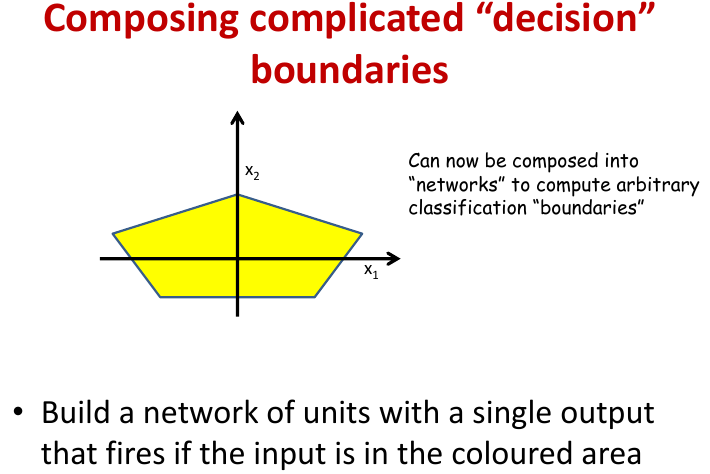 Composing complicated “decision”
boundaries
x2
Can now be composed into
“networks” to compute arbitrary
classification “boundaries”
x1
• Build a network of units with a single output
that fires if the input is in the coloured area